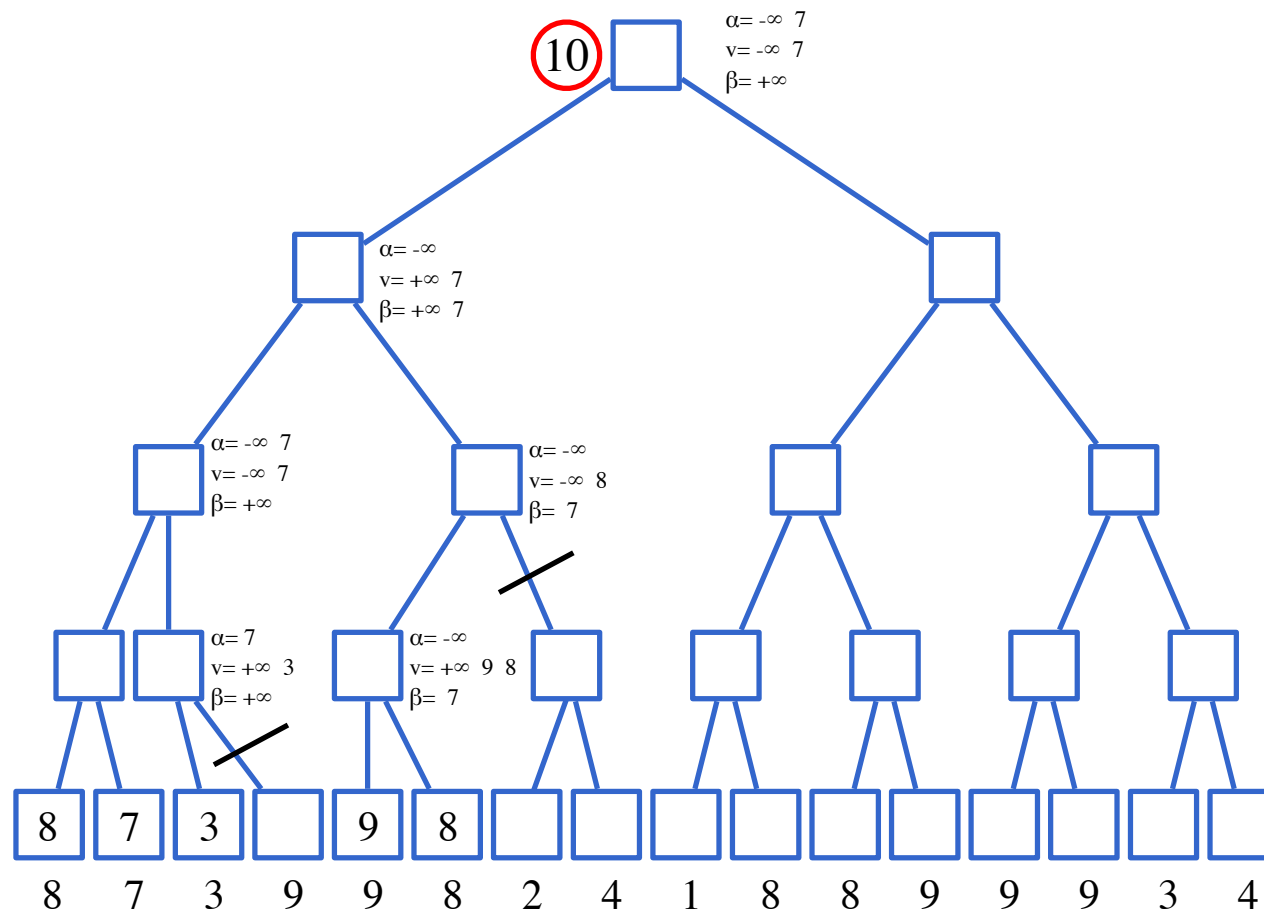 10
α= -∞ 7
v= -∞ 7
β= +∞
α= -∞
v= +∞ 7
β= +∞ 7
α= -∞ 7
v= -∞ 7
β= +∞
α= -∞
v= -∞ 8
β= 7
α= 7
v= +∞ 3
β= +∞
α= -∞
v= +∞ 9 8
β= 7
8 7 3 9 8
8 7 3 9 9 8 2 4 1 8 8 9 9 9 3 4